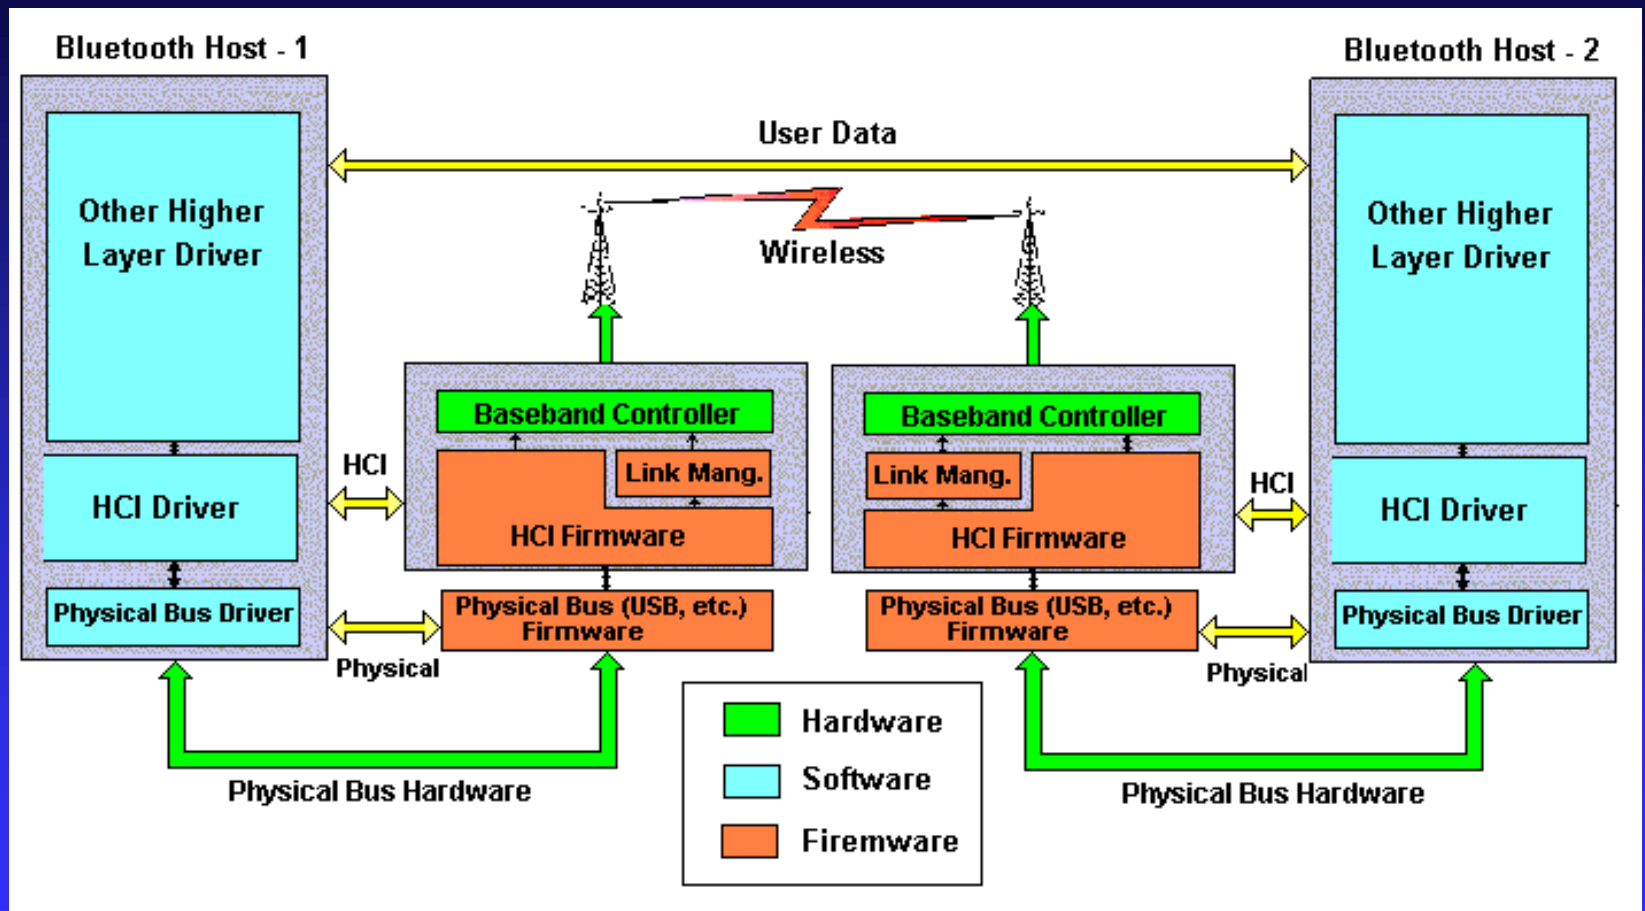 Bluetooth Host - 1
Bluetooth Host - 2
User Data
Other Higher
Layer Driver
Wireless
Other Higher
Layer Driver
Baseband Controller
Baseband Controller
HCI
Link Mang.
Link Mang.
HCI
HCI Driver
HCI Firmware
HCI Firmware
HCI Driver
Physical Bus Driver
Physical Bus (USB, etc.)
Firmware
Physical Bus (USB, etc.)
Firmware
Physical Bus Driver
Physical
Physical
Hardware
Software
Firemware
Physical Bus Hardware
Physical Bus Hardware